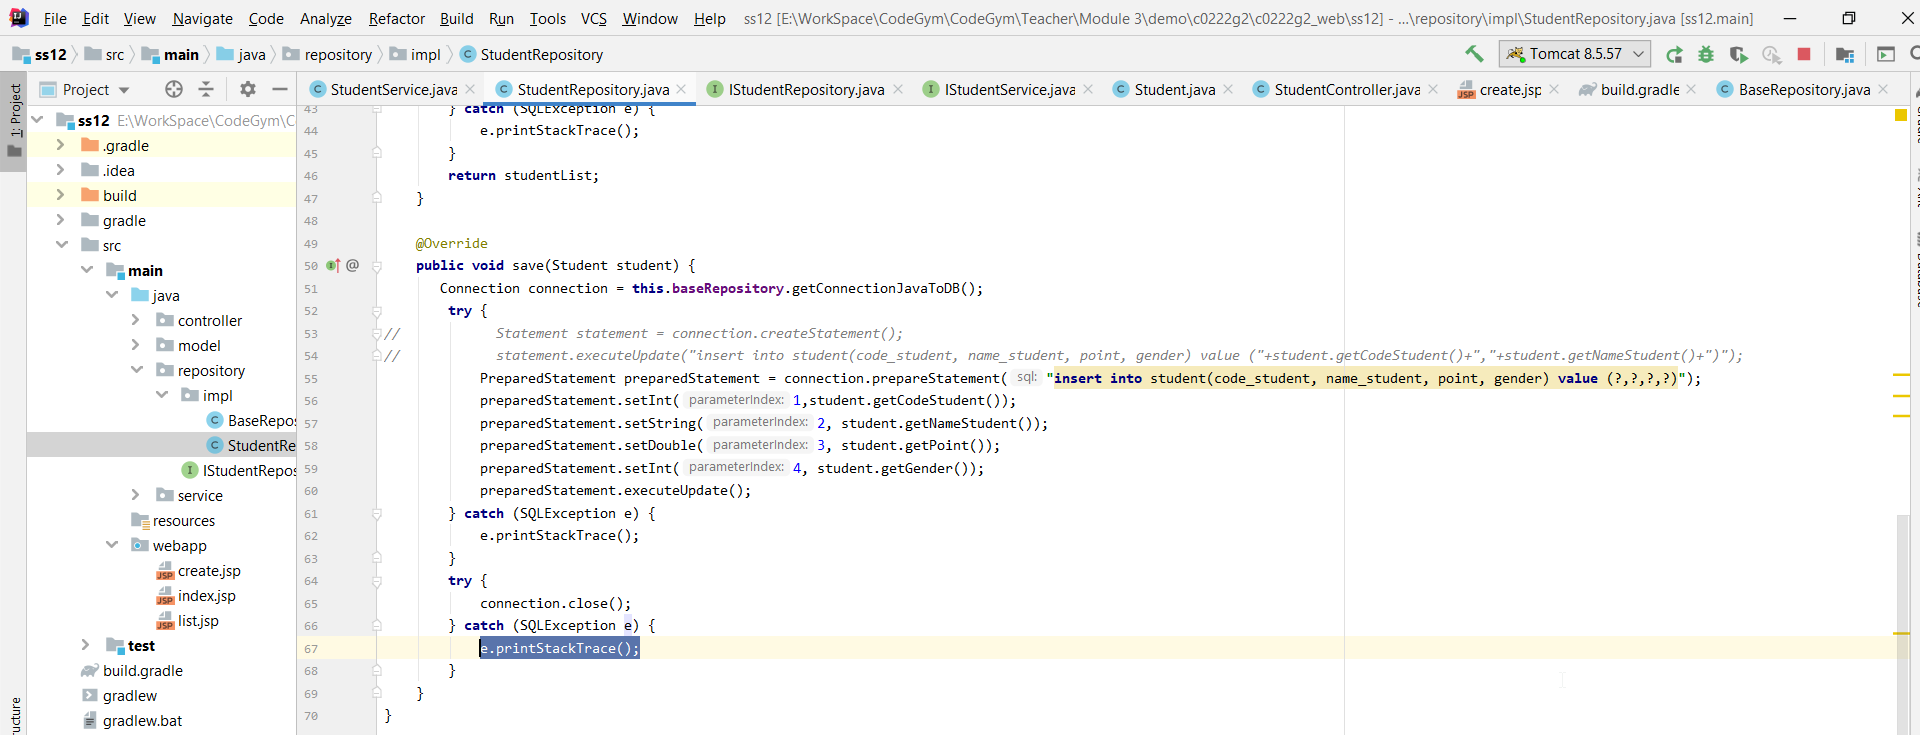 File Edit View Navigate Code Analyze Refactor Build Run Tools VCS Window Help ss12 [E:\WorkSpace\CodeGym\CodeGym\Teacher\Module 3\demo\c0222g2\c0222g2_web\ss12] - ...\repository\impl\StudentRepository.java [ss12.main]
ss12 src main java repository impl StudentRepository Tomcat 8.5.57
Project StudentService.java StudentRepository.java IStudentRepository.java IStudentService.java Student.java StudentController.java create.jsp build.gradle BaseRepository.java
1: Project
ss12 E:\WorkSpace\CodeGym\C
.gradle
.idea
build
gradle
src
main
java
controller
model
repository
impl
BaseRepos
StudentRe
IStudentRepos
service
resources
webapp
create.jsp
index.jsp
list.jsp
test
build.gradle
gradlew
gradlew.bat
ucture
43 } catch (SQLException e) {
44 e.printStackTrace();
45 }
46 return studentList;
47 }
48
49 @Override
50 @ public void save(Student student) {
51 Connection connection = this.baseRepository.getConnectionJavaToDB();
52 try {
53 // Statement statement = connection.createStatement();
54 // statement.executeUpdate("insert into student(code_student, name_student, point, gender) value ("+student.getCodeStudent()+","+student.getNameStudent()+")");
55 PreparedStatement preparedStatement = connection.prepareStatement( sql: "insert into student(code_student, name_student, point, gender) value (?,?,?,?)");
56 preparedStatement.setInt( parameterIndex: 1,student.getCodeStudent());
57 preparedStatement.setString( parameterIndex: 2, student.getNameStudent());
58 preparedStatement.setDouble( parameterIndex: 3, student.getPoint());
59 preparedStatement.setInt( parameterIndex: 4, student.getGender());
60 preparedStatement.executeUpdate();
61 } catch (SQLException e) {
62 e.printStackTrace();
63 }
64 try {
65 connection.close();
66 } catch (SQLException e) {
67 e.printStackTrace();
68 }
69 }
70 }